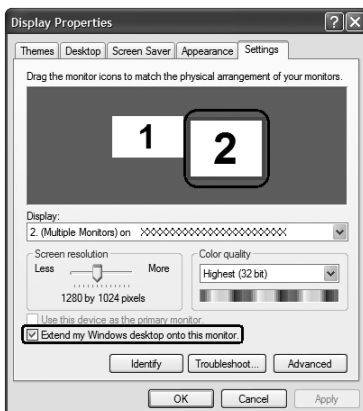 Display Properties
Themes Desktop Screen Saver Appearance Settings
Drag the monitor icons to match the physical arrangement of your monitors.
1 2
Display:
2. (Multiple Monitors) on XXXXXXXXXXXXXXXXXXXXX
Screen resolution Color quality
Less More Highest (32 bit)
1280 by 1024 pixels
Use this device as the primary monitor.
Extend my Windows desktop onto this monitor.
Identify Troubleshoot... Advanced
OK Cancel Apply